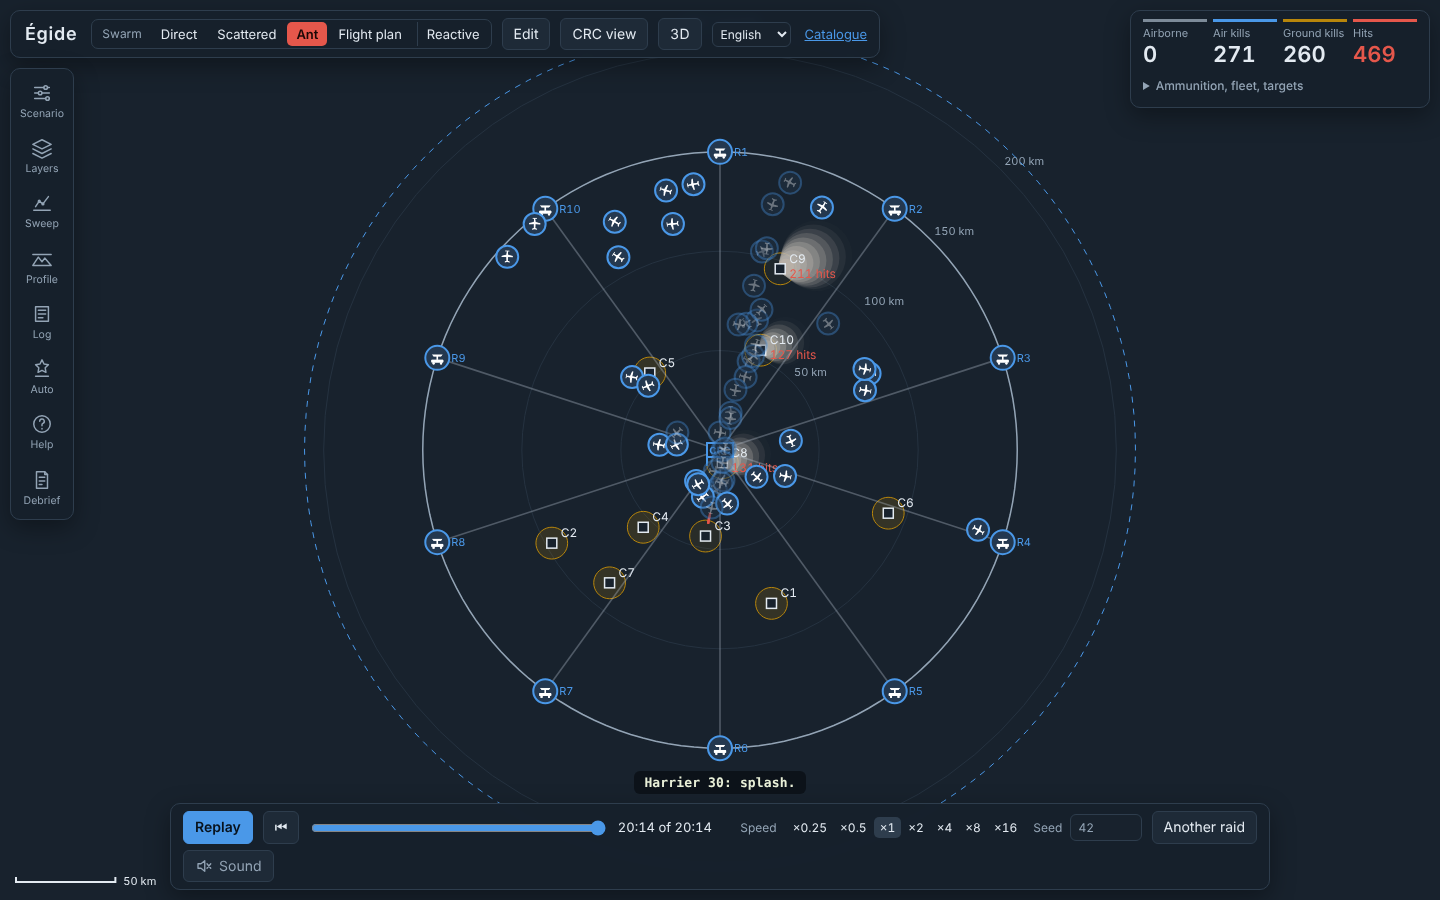 Égide
Swarm Direct Scattered Ant Flight plan Reactive
Edit
CRC view
3D
English
Catalogue
Airborne Air kills Ground kills Hits
0 271 260 469
Ammunition, fleet, targets
Scenario
Layers
Sweep
Profile
Log
Auto
Help
Debrief
200 km
150 km
100 km
50 km
R1
R2
R3
R4
R5
R6
R7
R8
R9
R10
C9
211 hits
C10
127 hits
C5
C8
C6
C4
C2
C3
C7
C1
Harrier 30: splash.
Replay
20:14 of 20:14
Speed ×0.25 ×0.5 ×1 ×2 ×4 ×8 ×16
Seed 42
Another raid
Sound
50 km